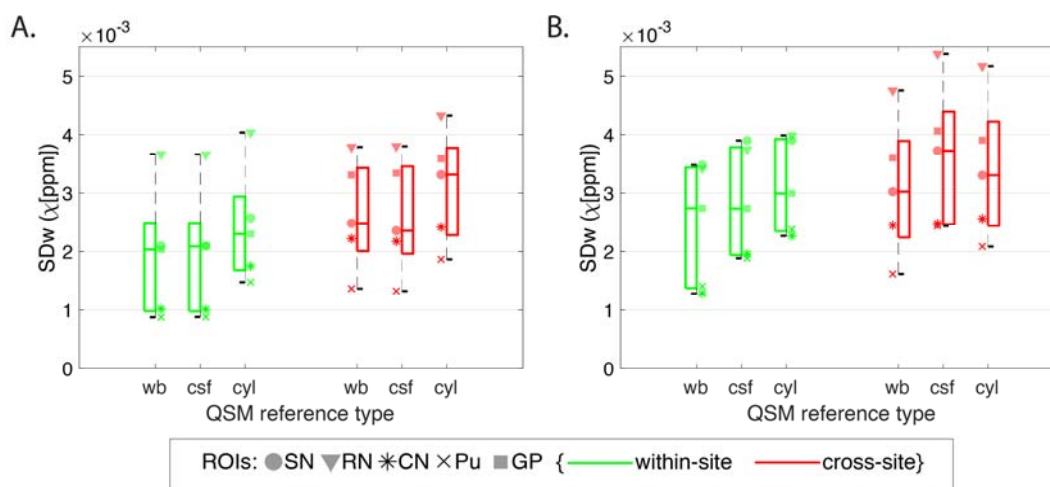 A.
×10⁻³
5
4
3
2
1
0
SDw (χ[ppm])
wb csf cyl wb csf cyl
QSM reference type
B.
×10⁻³
5
4
3
2
1
0
SDw (χ[ppm])
wb csf cyl wb csf cyl
QSM reference type
ROIs: SN RN CN Pu GP { within-site cross-site}